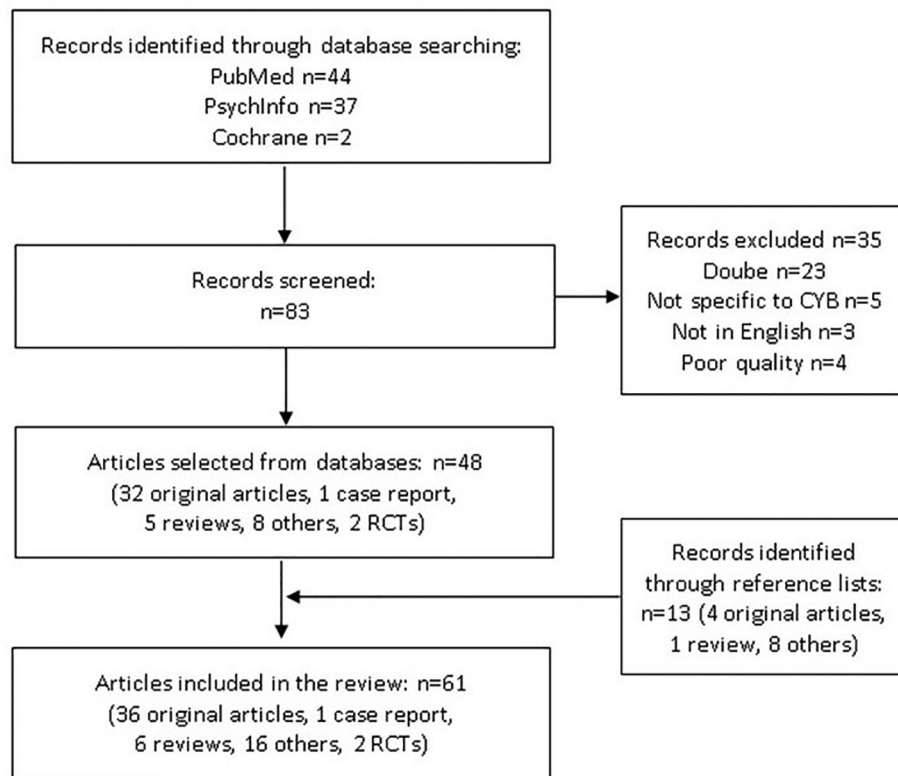 Records identified through database searching:
PubMed n=44
PsychInfo n=37
Cochrane n=2
Records screened:
n=83
Records excluded n=35
Doube n=23
Not specific to CYB n=5
Not in English n=3
Poor quality n=4
Articles selected from databases: n=48
(32 original articles, 1 case report,
5 reviews, 8 others, 2 RCTs)
Records identified
through reference lists:
n=13 (4 original articles,
1 review, 8 others)
Articles included in the review: n=61
(36 original articles, 1 case report,
6 reviews, 16 others, 2 RCTs)